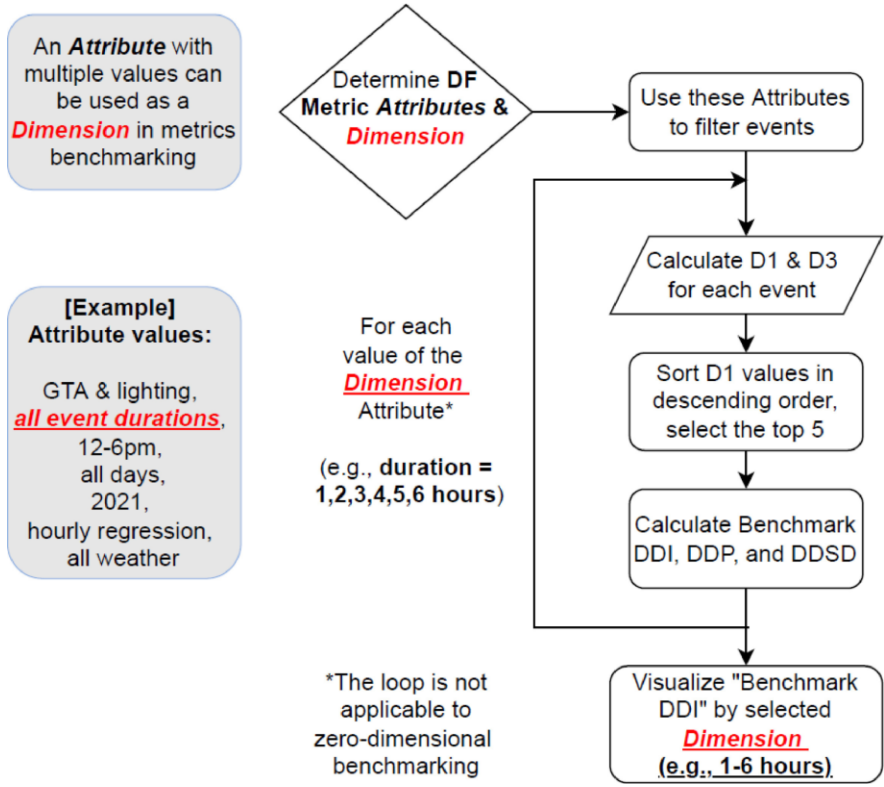 An Attribute with
multiple values can
be used as a
Dimension in metrics
benchmarking
Determine DF
Metric Attributes &
Dimension
Use these Attributes
to filter events
Calculate D1 & D3
for each event
[Example]
Attribute values:
GTA & lighting,
all event durations,
12-6pm,
all days,
2021,
hourly regression,
all weather
For each
value of the
Dimension
Attribute*
(e.g., duration =
1,2,3,4,5,6 hours)
Sort D1 values in
descending order,
select the top 5
Calculate Benchmark
DDI, DDP, and DDSD
*The loop is not
applicable to
zero-dimensional
benchmarking
Visualize "Benchmark
DDI" by selected
Dimension
(e.g., 1-6 hours)